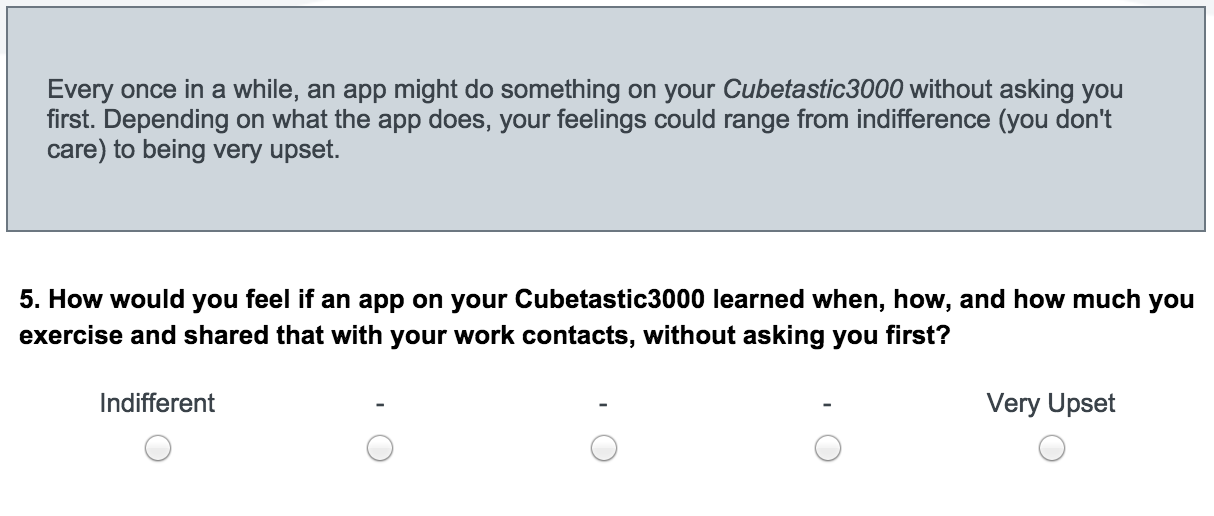 Every once in a while, an app might do something on your Cubetastic3000 without asking you
first. Depending on what the app does, your feelings could range from indifference (you don't
care) to being very upset.
5. How would you feel if an app on your Cubetastic3000 learned when, how, and how much you
exercise and shared that with your work contacts, without asking you first?
Indifferent - - - Very Upset